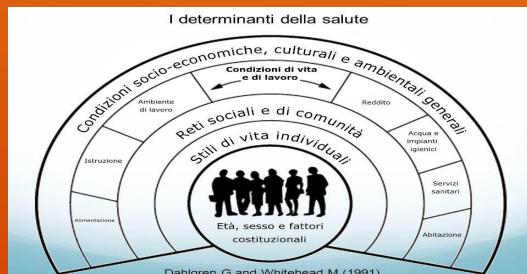 I determinanti della salute
Condizioni socio-economiche, culturali e ambientali generali
Condizioni di vita
e di lavoro
Ambiente
di lavoro
Reddito
Reti sociali e di comunità
Acqua e
impianti
igienici
Stili di vita individuali
Istruzione
Servizi
sanitari
Alimentazione
Abitazione
Età, sesso e fattori
costituzionali
Dahlgren G and Whitehead M (1991)